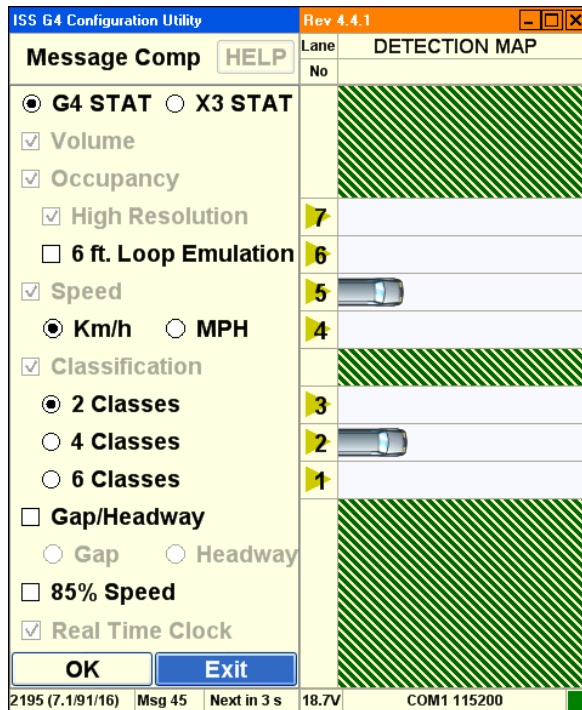 ISS G4 Configuration Utility
Rev 4.4.1
Message Comp HELP
Lane No
DETECTION MAP
G4 STAT X3 STAT
Volume
Occupancy
High Resolution
6 ft. Loop Emulation
Speed
Km/h MPH
Classification
2 Classes
4 Classes
6 Classes
Gap/Headway
Gap Headway
85% Speed
Real Time Clock
OK Exit
7
6
5
4
3
2
1
2195 (7.1/91/16) Msg 45 Next in 3 s 18.7V COM1 115200